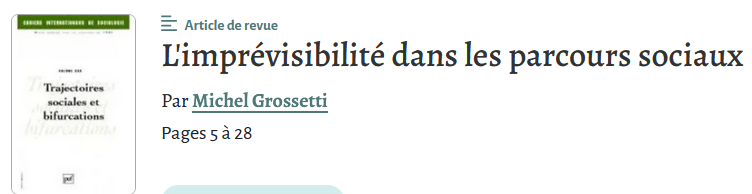 CAHIERS INTERNATIONAUX DE SOCIOLOGIE
VOLUME CXX
Trajectoires
sociales et
bifurcations
puf
Article de revue
L'imprévisibilité dans les parcours sociaux
Par Michel Grossetti
Pages 5 à 28